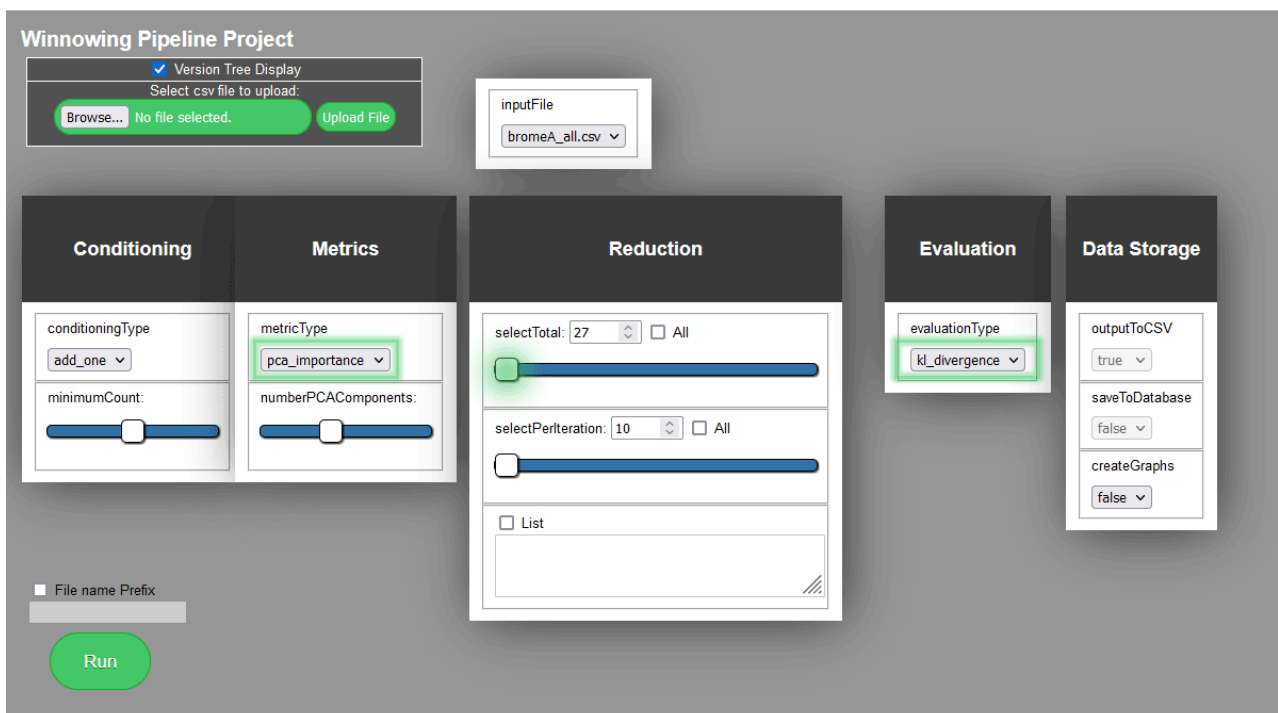 Winnowing Pipeline Project
Version Tree Display
Select csv file to upload:
Browse... No file selected. Upload File
inputFile
bromeA_all.csv
Conditioning Metrics Reduction Evaluation Data Storage
conditioningType
add_one
minimumCount:
metricType
pca_importance
numberPCAComponents:
selectTotal: 27 All
selectPerIteration: 10 All
List
evaluationType
kl_divergence
outputToCSV
true
saveToDatabase
false
createGraphs
false
File name Prefix
Run